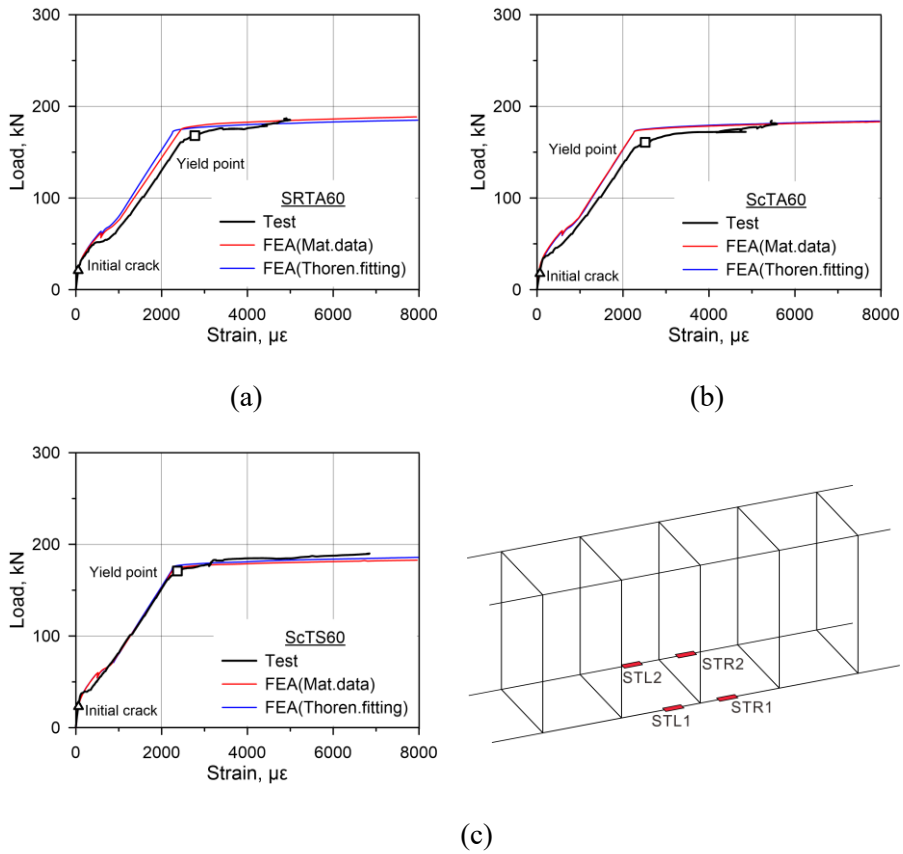 300
200
100
0
Load, kN
Yield point
Initial crack
SRTA60
Test
FEA(Mat.data)
FEA(Thoren.fitting)
0 2000 4000 6000 8000
Strain, με
(a)
300
200
100
0
Load, kN
Yield point
Initial crack
ScTA60
Test
FEA(Mat.data)
FEA(Thoren.fitting)
0 2000 4000 6000 8000
Strain, με
(b)
300
200
100
0
Load, kN
Yield point
Initial crack
ScTS60
Test
FEA(Mat.data)
FEA(Thoren.fitting)
0 2000 4000 6000 8000
Strain, με
STL2
STR2
STL1
STR1
(c)